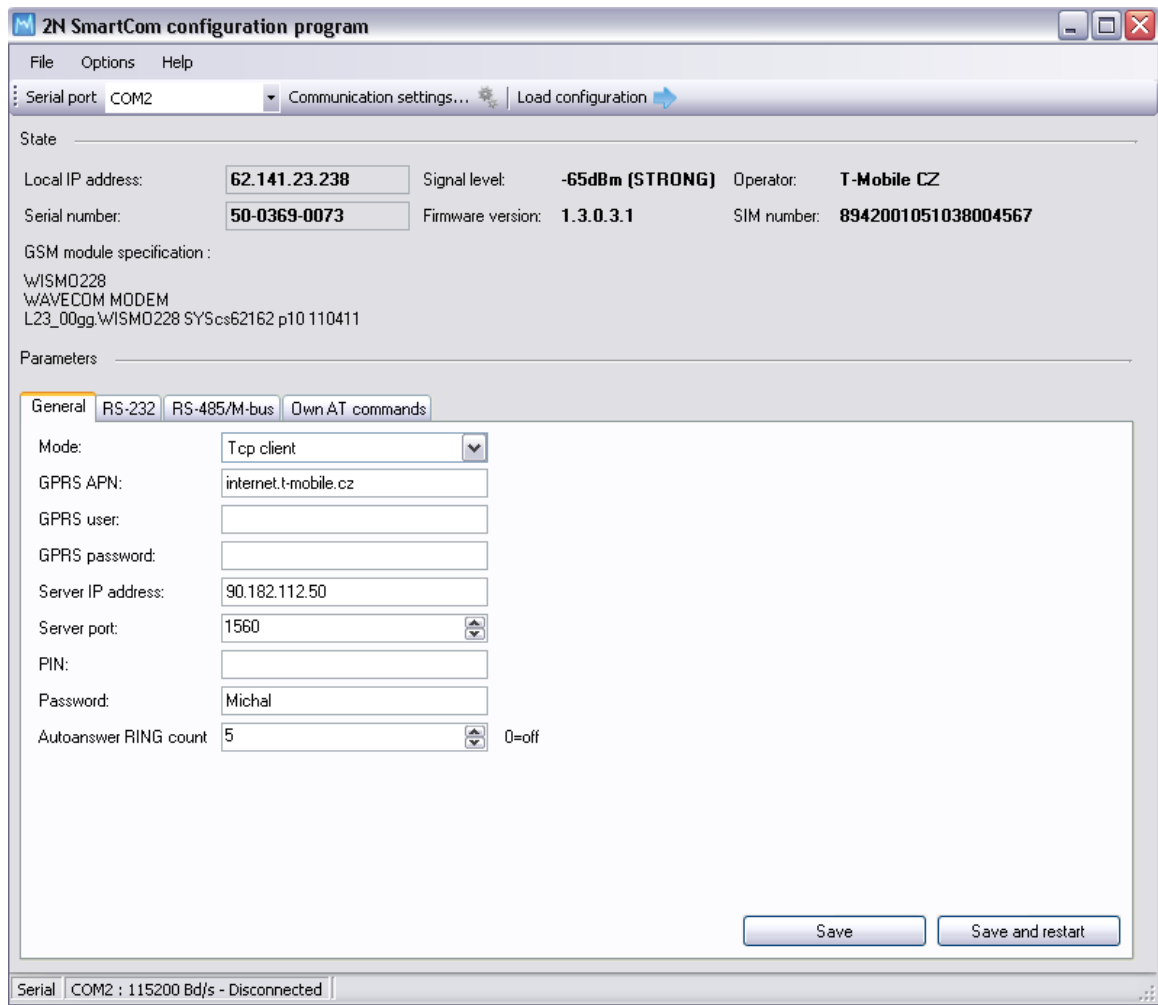 2N SmartCom configuration program
File Options Help
Serial port COM2 Communication settings... Load configuration
State
Local IP address: 62.141.23.238 Signal level: -65dBm (STRONG) Operator: T-Mobile CZ
Serial number: 50-0369-0073 Firmware version: 1.3.0.3.1 SIM number: 8942001051038004567
GSM module specification :
WISMO228
WAVECOM MODEM
L23_00gg.WISMO228 SYScs62162 p10 110411
Parameters
General RS-232 RS-485/M-bus Own AT commands
Mode: Tcp client
GPRS APN: internet.t-mobile.cz
GPRS user:
GPRS password:
Server IP address: 90.182.112.50
Server port: 1560
PIN:
Password: Michal
Autoanswer RING count 5 0=off
Save Save and restart
Serial COM2 : 115200 Bd/s - Disconnected